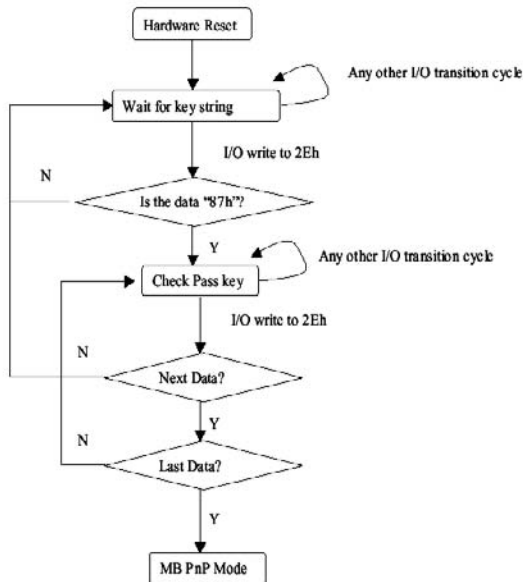 Hardware Reset
Any other I/O transition cycle
Wait for key string
I/O write to 2Eh
N
Is the data "87h"?
Y
Any other I/O transition cycle
Check Pass key
I/O write to 2Eh
N
Next Data?
Y
N
Last Data?
Y
MB PnP Mode